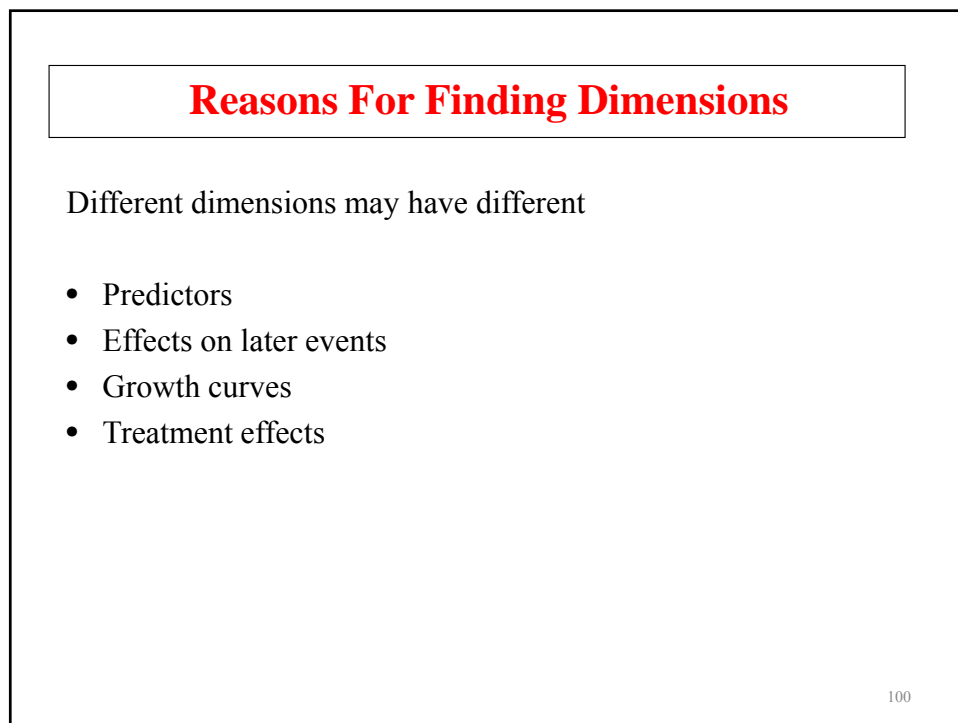 Reasons For Finding Dimensions
Different dimensions may have different
• Predictors
• Effects on later events
• Growth curves
• Treatment effects
100